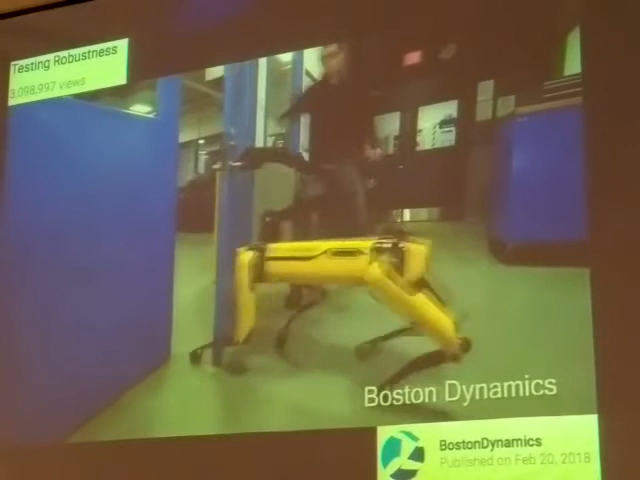 Testing Robustness
3,098,997 views
Boston Dynamics
BostonDynamics
Published on Feb 20, 2018